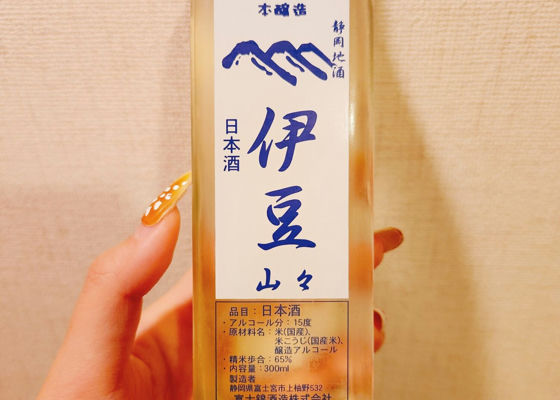 本醸造
静岡地酒
日本酒
伊豆
山々
品目:日本酒
・アルコール分:15度
・原材料名:米(国産)、
米こうじ(国産米)、
醸造アルコール
・精米歩合:65%
・内容量:300ml
製造者
静岡県富士宮市上柚野532
富士錦酒造株式会社